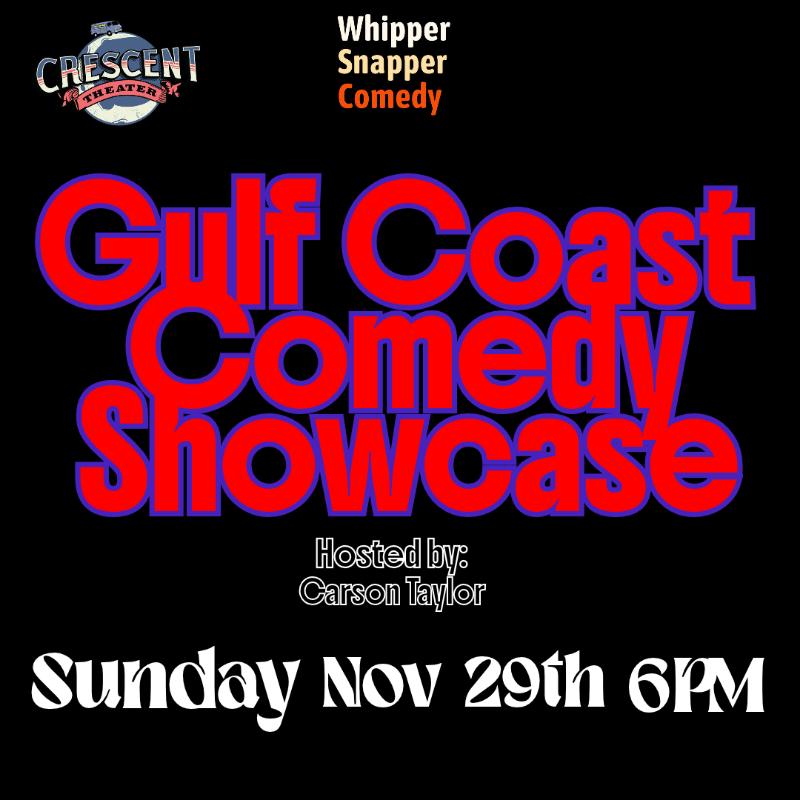 CRESCENT
THEATER
Whipper
Snapper
Comedy
Gulf Coast
Comedy
Showcase
Hosted by:
Carson Taylor
Sunday Nov 29th 6PM